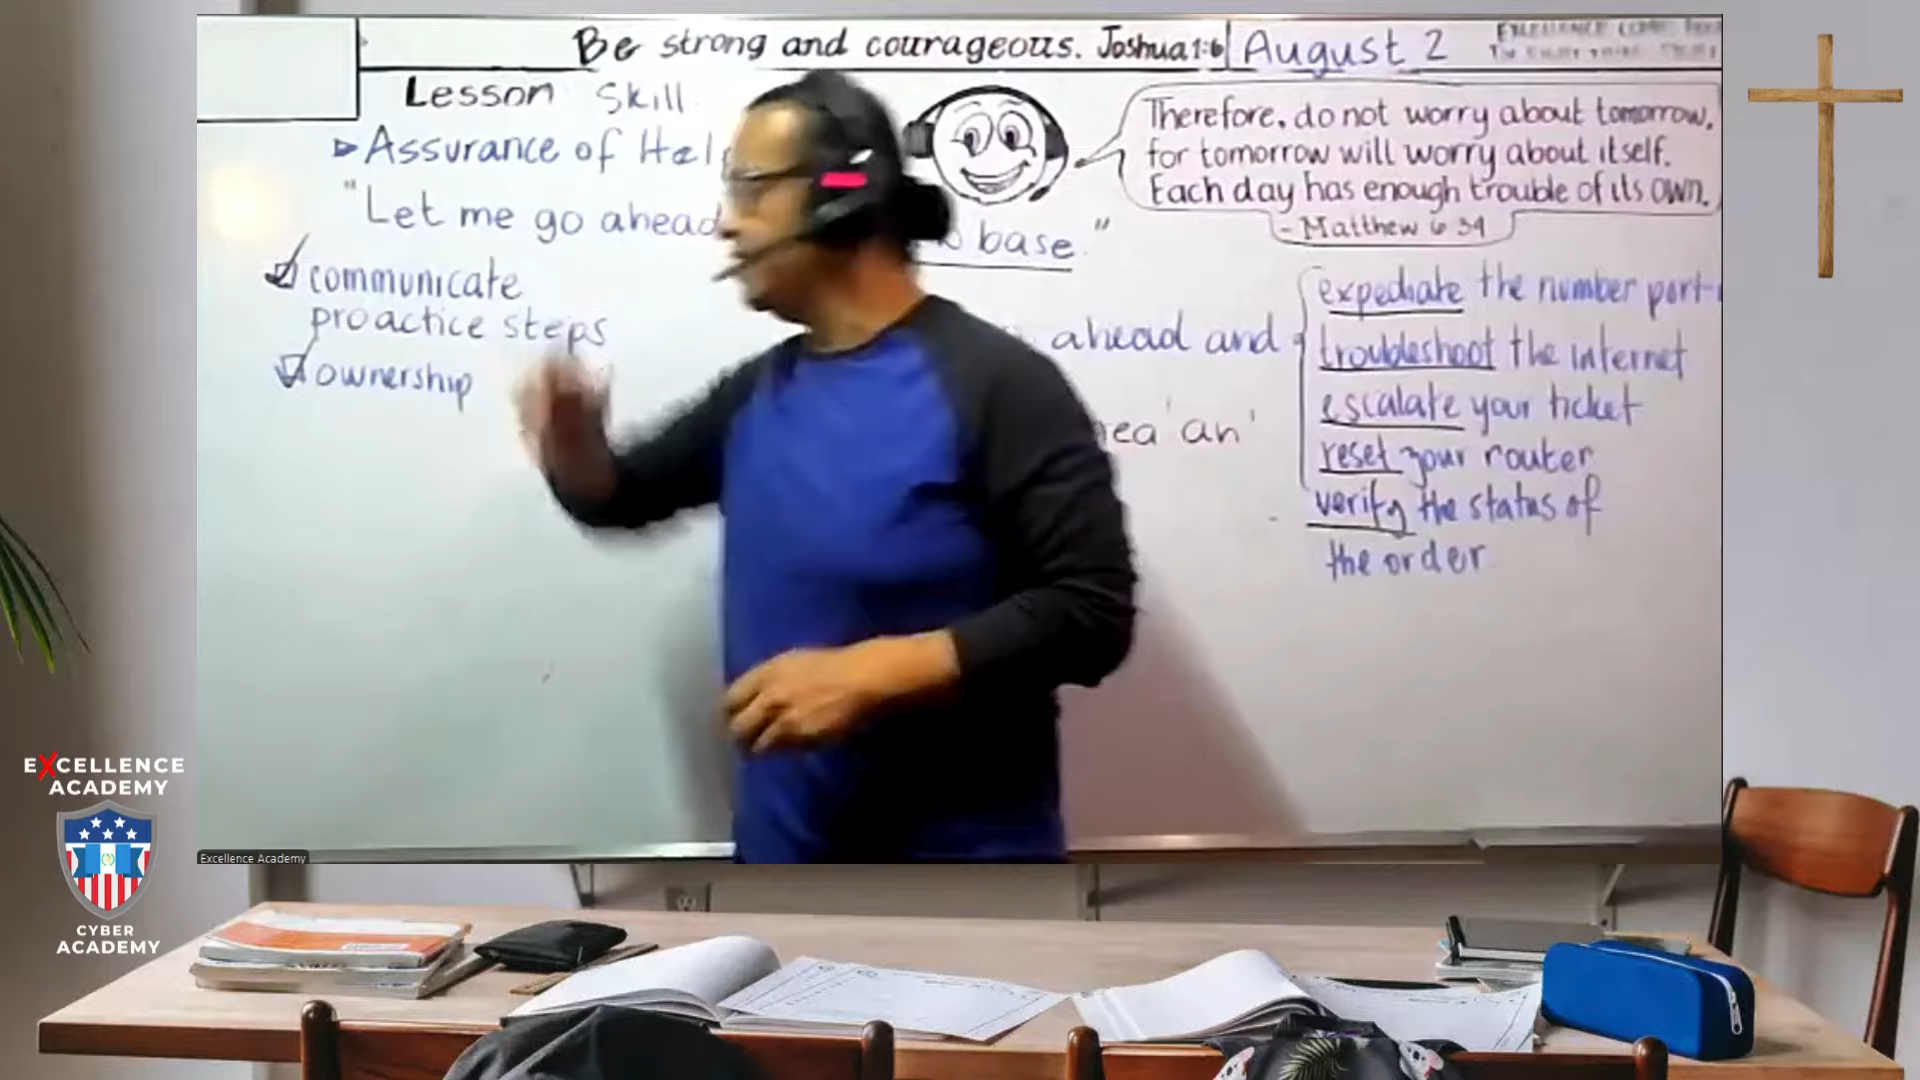 Be strong and courageous. Joshua 1:6
August 2
Lesson Skill
Assurance of Hel
"Let me go ahead
base."
communicate
proactice steps
ownership
Therefore, do not worry about tomorrow,
for tomorrow will worry about itself.
Each day has enough trouble of its own.
- Matthew 6 34
ahead and
hea 'an'
expediate the number port-
troubleshoot the internet
escalate your ticket
reset your router
verify the status of
the order
Excellence Academy
EXCELLENCE
ACADEMY
CYBER
ACADEMY